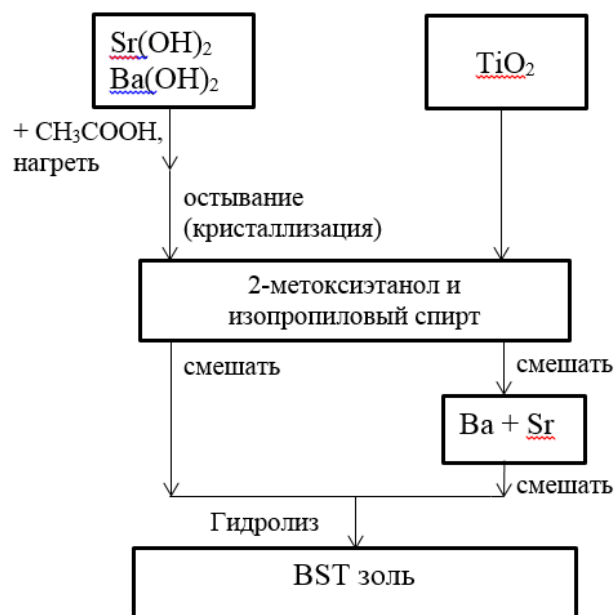 Sr(OH)₂
Ba(OH)₂
TiO₂
+ CH₃COOH,
нагреть
остывание
(кристаллизация)
2-метоксиэтанол и
изопропиловый спирт
смешать
смешать
Ba + Sr
смешать
Гидролиз
BST золь